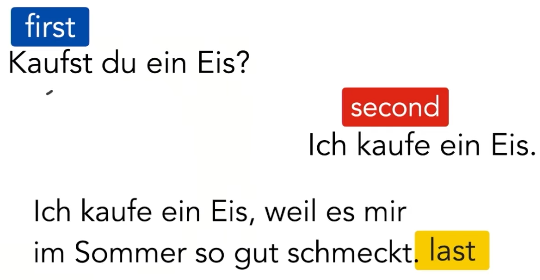 first
Kaufst du ein Eis?
second
Ich kaufe ein Eis.
Ich kaufe ein Eis, weil es mir
im Sommer so gut schmeckt. last